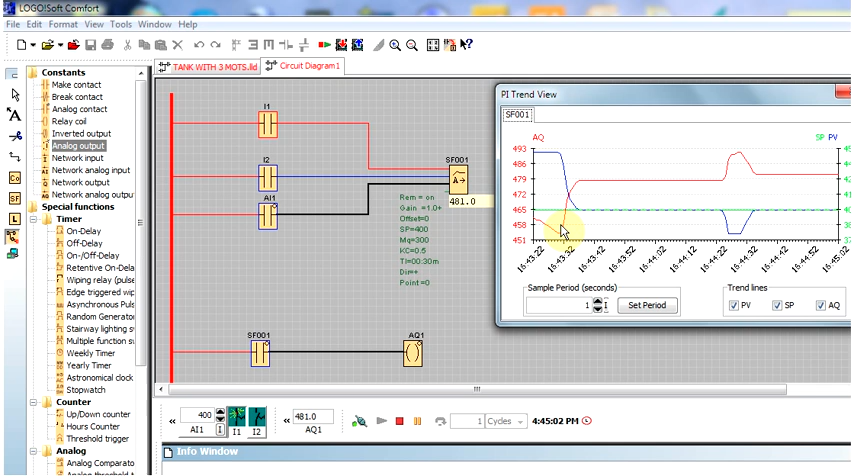 LOGO!Soft Comfort
File Edit Format View Tools Window Help
Constants
Make contact
Break contact
Analog contact
Relay coil
Inverted output
Analog output
Network input
Network analog input
Network output
Network analog outpu
Special functions
Timer
On-Delay
Off-Delay
On-/Off-Delay
Retentive On-Delay
Wiping relay (pulse
Edge triggered wip
Asynchronous Puls
Random Generator
Stairway lighting s
Multiple function s
Weekly Timer
Yearly Timer
Astronomical clock
Stopwatch
Counter
Up/Down counter
Hours Counter
Threshold trigger
Analog
Analog Comparato
TANK WITH 3 MOTS.lld
Circuit Diagram1
I1
I2
AI1
SF001
A→
481.0
Rem = on
Gain =1.0+
Offset=0
SP=400
Mq=300
KC=0.5
TI=00:30m
Dir=+
Point =0
SF001
AQ1
PI Trend View
SF001
AQ
SP PV
493
486
479
472
465
458
451
16:43:22
16:43:32
16:43:42
16:43:52
16:44:02
16:44:12
16:44:22
16:44:32
16:44:42
16:44:52
16:45:02
Sample Period (seconds)
1
Set Period
Trend lines
PV
SP
AQ
400
AI1
I1
I2
481.0
AQ1
1 Cycles
4:45:02 PM
Info Window